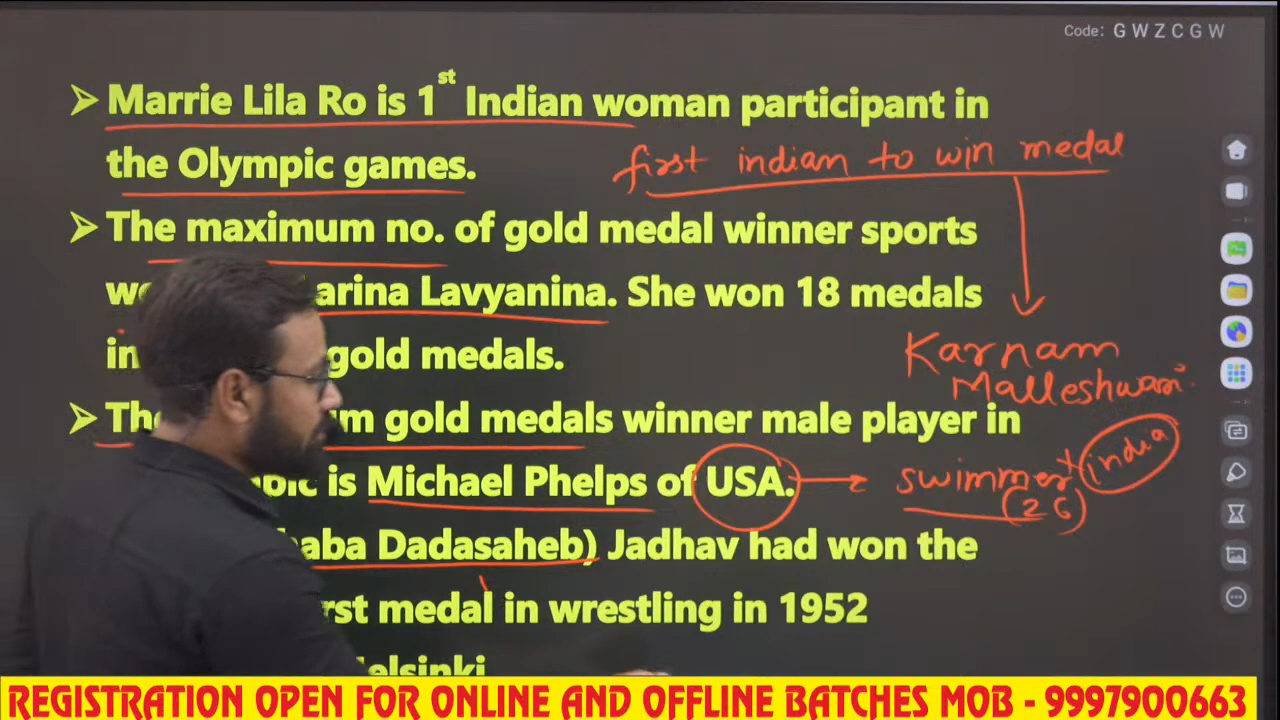 Code: G W Z C G W
➤ Marrie Lila Ro is 1st Indian woman participant in
the Olympic games.
first indian to win medal
➤ The maximum no. of gold medal winner sports
arina Lavyanina. She won 18 medals
in gold medals.
Karnam
Malleshwari
➤ The gold medals winner male player in
is Michael Phelps of USA.
swimmer india
(26)
Dadasaheb) Jadhav had won the
medal in wrestling in 1952
REGISTRATION OPEN FOR ONLINE AND OFFLINE BATCHES MOB - 9997900663